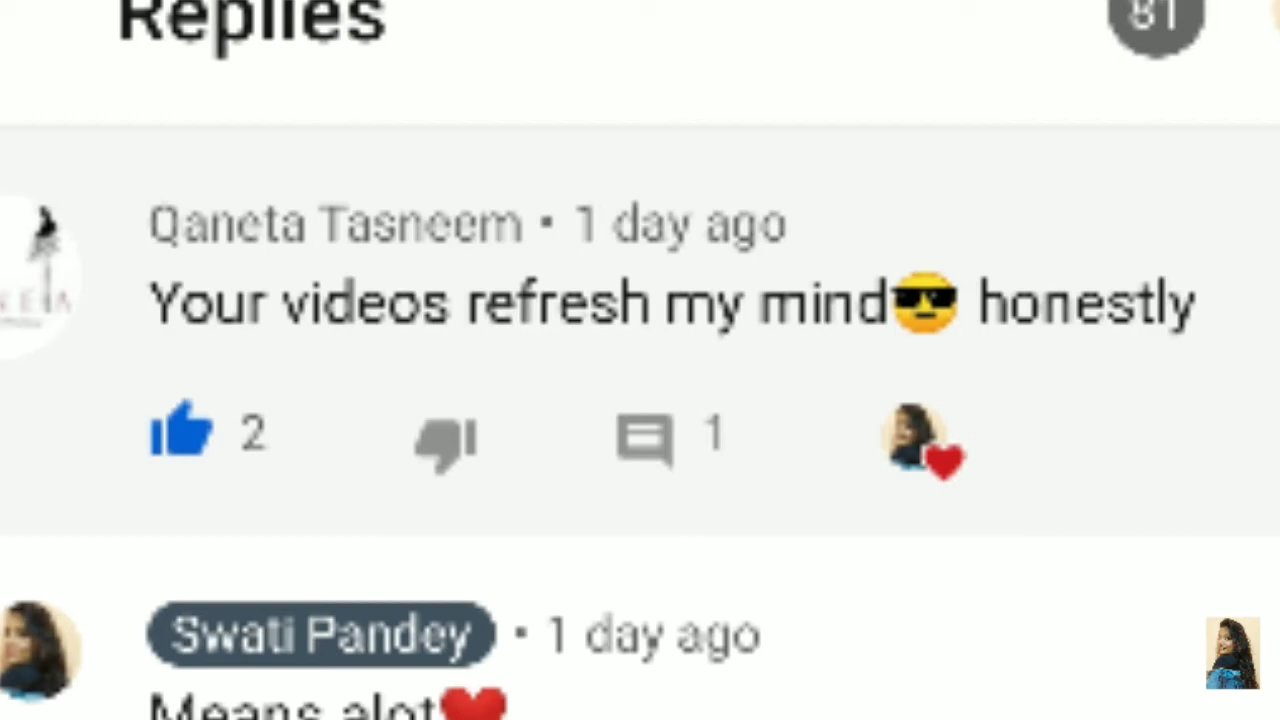 Replies
81
Qaneta Tasneem • 1 day ago
Your videos refresh my mind😎 honestly
2
1
Swati Pandey • 1 day ago
Means alot❤️